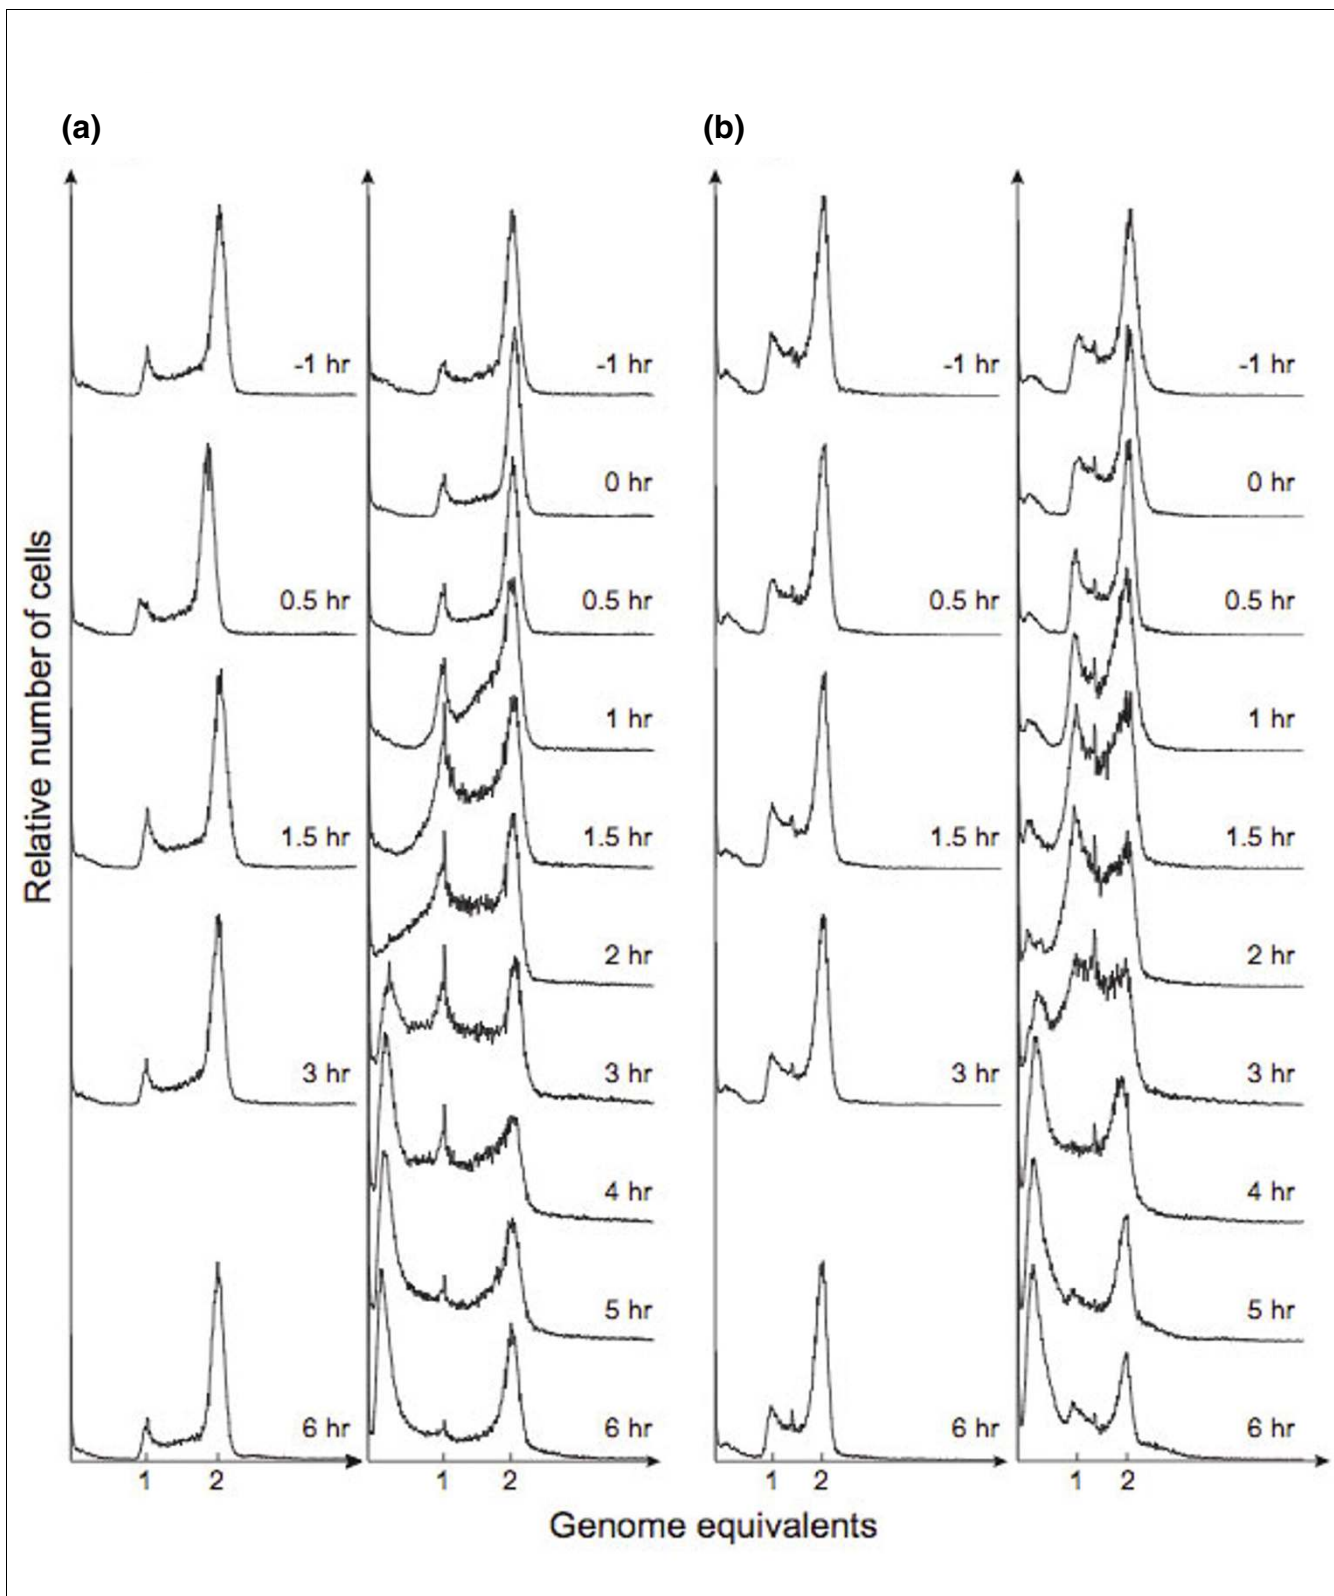 (a)
(b)
Relative number of cells
-1 hr
0.5 hr
1.5 hr
3 hr
6 hr
1 2
-1 hr
0 hr
0.5 hr
1 hr
1.5 hr
2 hr
3 hr
4 hr
5 hr
6 hr
1 2
-1 hr
0.5 hr
1.5 hr
3 hr
6 hr
1 2
-1 hr
0 hr
0.5 hr
1 hr
1.5 hr
2 hr
3 hr
4 hr
5 hr
6 hr
1 2
Genome equivalents